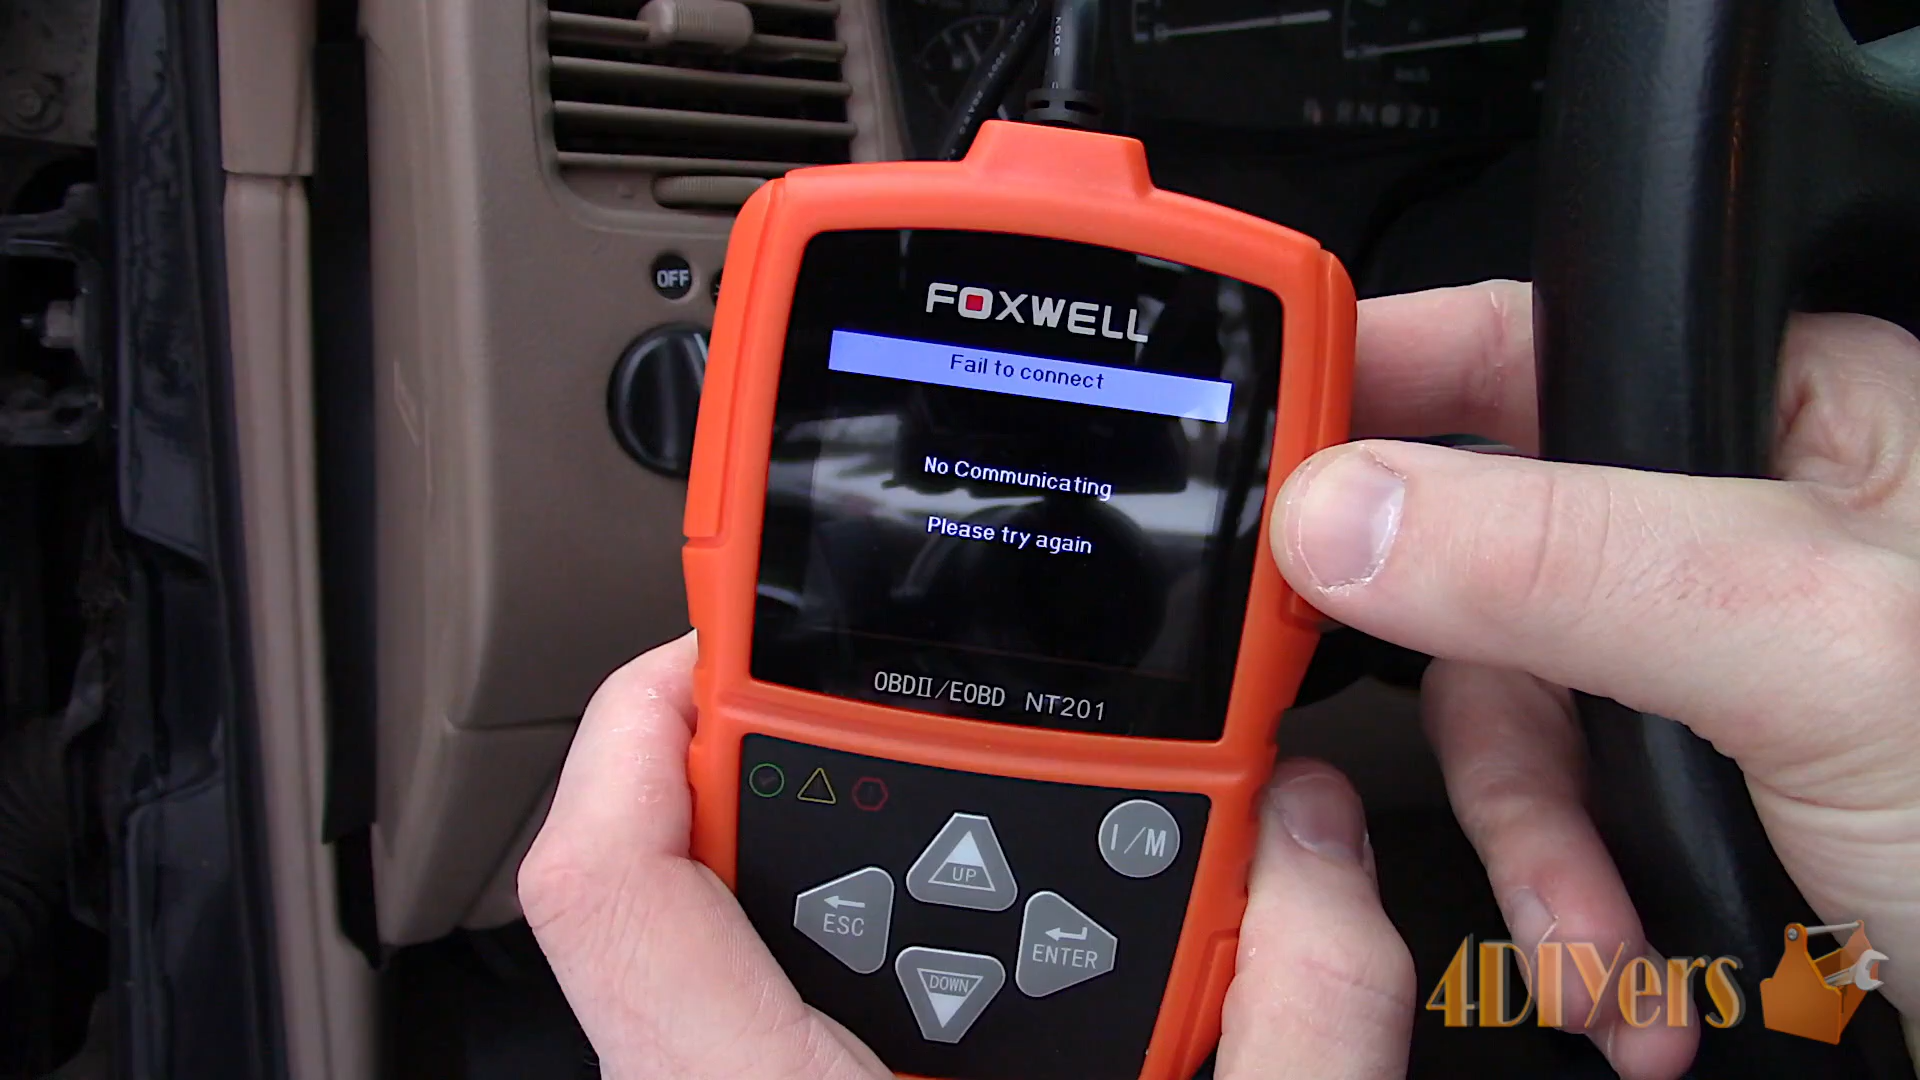 OFF
FOXWELL
Fail to connect
No Communicating
Please try again
OBDII/EOBD NT201
I/M
UP
ESC
ENTER
DOWN
4DIYers